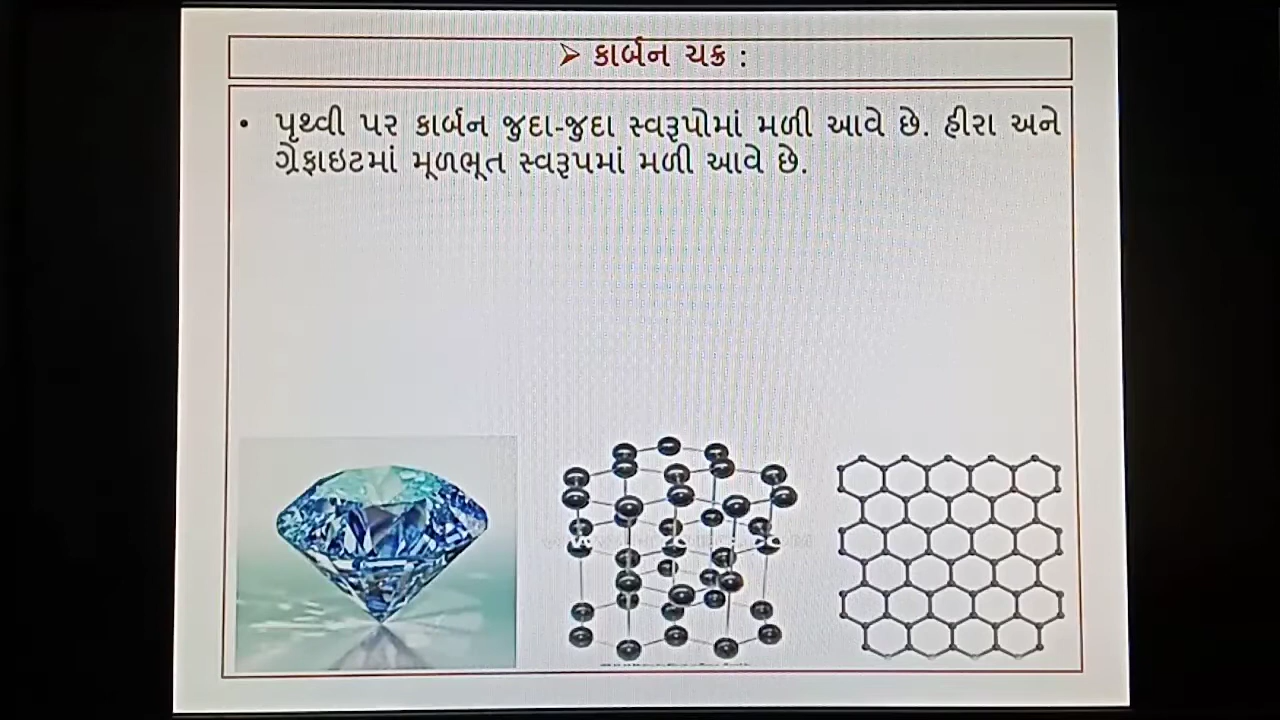 ➢ કાર્બન ચક્ર :
• પૃથ્વી પર કાર્બન જુદા-જુદા સ્વરૂપોમાં મળી આવે છે. હીરા અને
ગ્રેફાઇટમાં મૂળભૂત સ્વરૂપમાં મળી આવે છે.